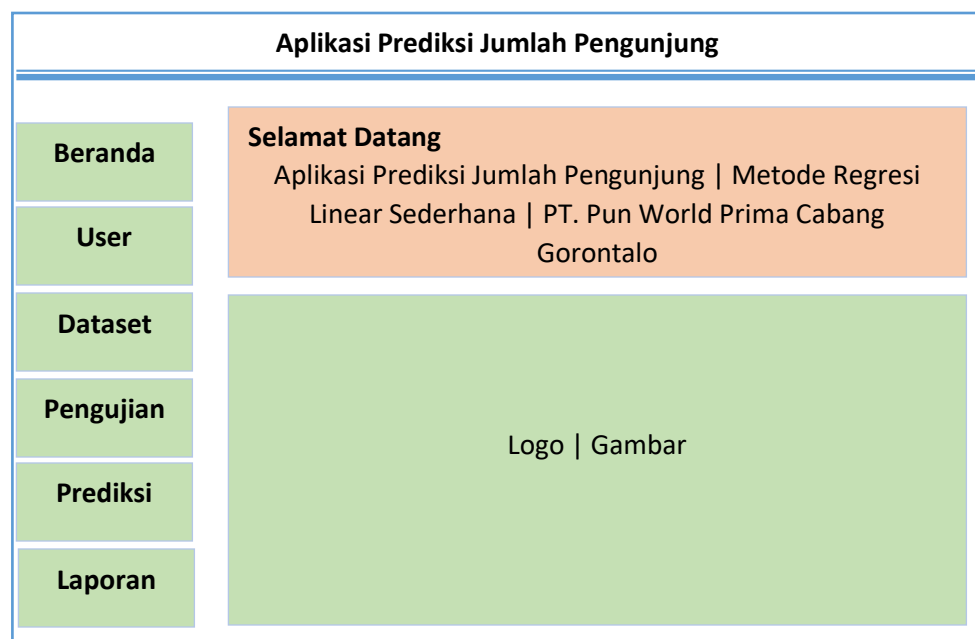 Aplikasi Prediksi Jumlah Pengunjung
Beranda
User
Dataset
Pengujian
Prediksi
Laporan
Selamat Datang
Aplikasi Prediksi Jumlah Pengunjung | Metode Regresi
Linear Sederhana | PT. Pun World Prima Cabang
Gorontalo
Logo | Gambar